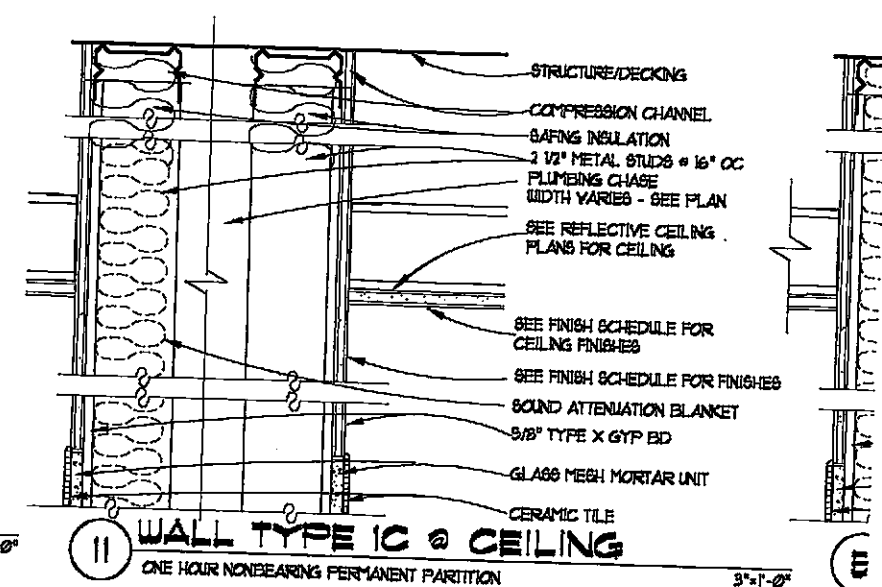 STRUCTURE/DECKING
COMPRESSION CHANNEL
SAFING INSULATION
2 1/2" METAL STUDS @ 16" OC
PLUMBING CHASE
WIDTH VARIES - SEE PLAN
SEE REFLECTIVE CEILING
PLANS FOR CEILING
SEE FINISH SCHEDULE FOR
CEILING FINISHES
SEE FINISH SCHEDULE FOR FINISHES
SOUND ATTENUATION BLANKET
5/8" TYPE X GYP BD
GLASS MESH MORTAR UNIT
CERAMIC TILE
11 WALL TYPE 1C @ CEILING
ONE HOUR NONBEARING PERMANENT PARTITION
3"=1'-0"